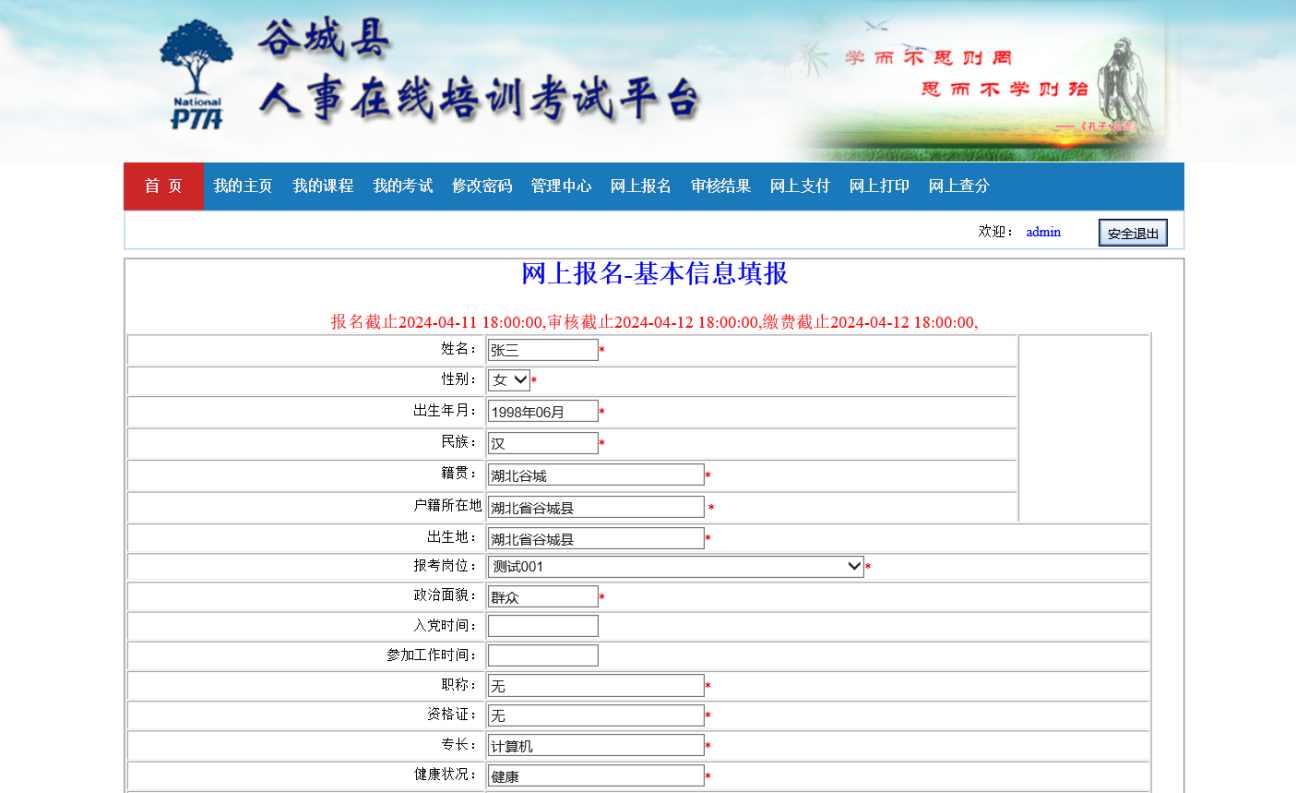 谷城县
人事在线培训考试平台
National
PTA
学而不思则罔
思而不学则殆
首 页 我的主页 我的课程 我的考试 修改密码 管理中心 网上报名 审核结果 网上支付 网上打印 网上查分
欢迎： admin 安全退出
网上报名-基本信息填报
报名截止2024-04-11 18:00:00,审核截止2024-04-12 18:00:00,缴费截止2024-04-12 18:00:00,
姓名： 张三*
性别： 女*
出生年月： 1998年06月*
民族： 汉*
籍贯： 湖北谷城*
户籍所在地 湖北省谷城县*
出生地： 湖北省谷城县*
报考岗位： 测试001*
政治面貌： 群众*
入党时间：
参加工作时间：
职称： 无*
资格证： 无*
专长： 计算机*
健康状况： 健康*